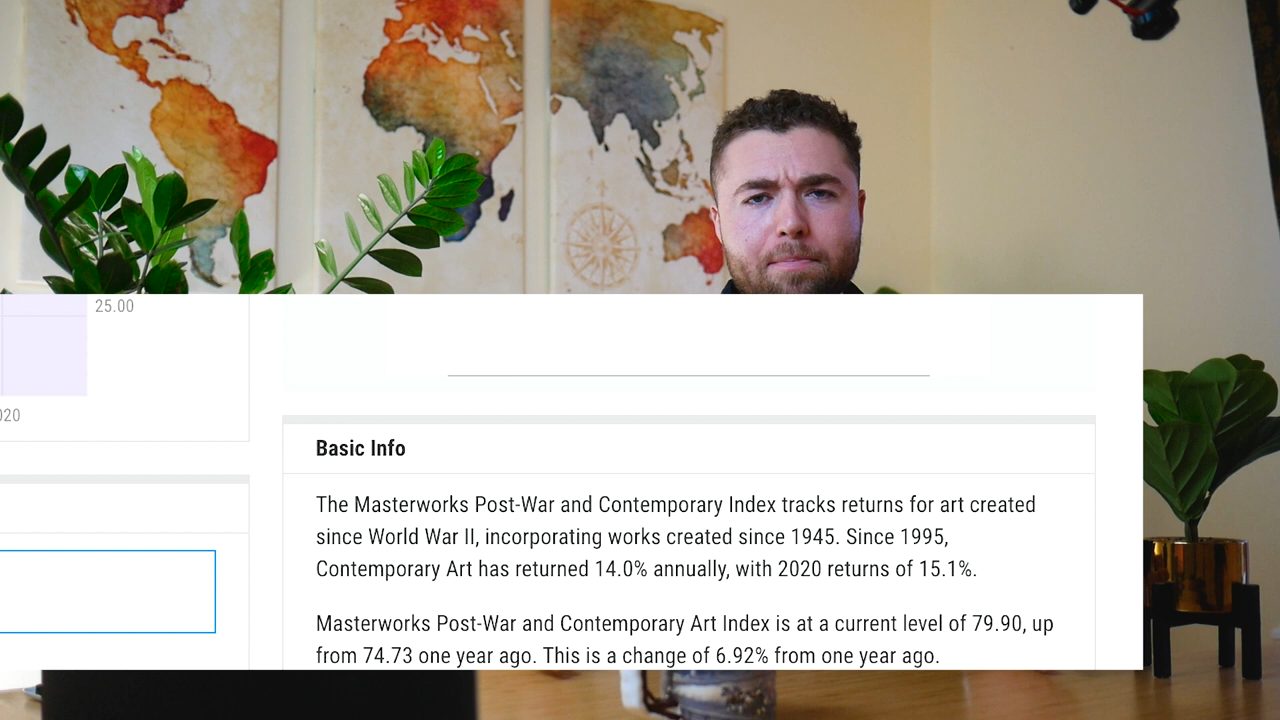 25.00
020
Basic Info
The Masterworks Post-War and Contemporary Index tracks returns for art created
since World War II, incorporating works created since 1945. Since 1995,
Contemporary Art has returned 14.0% annually, with 2020 returns of 15.1%.
Masterworks Post-War and Contemporary Art Index is at a current level of 79.90, up
from 74.73 one year ago. This is a change of 6.92% from one year ago.